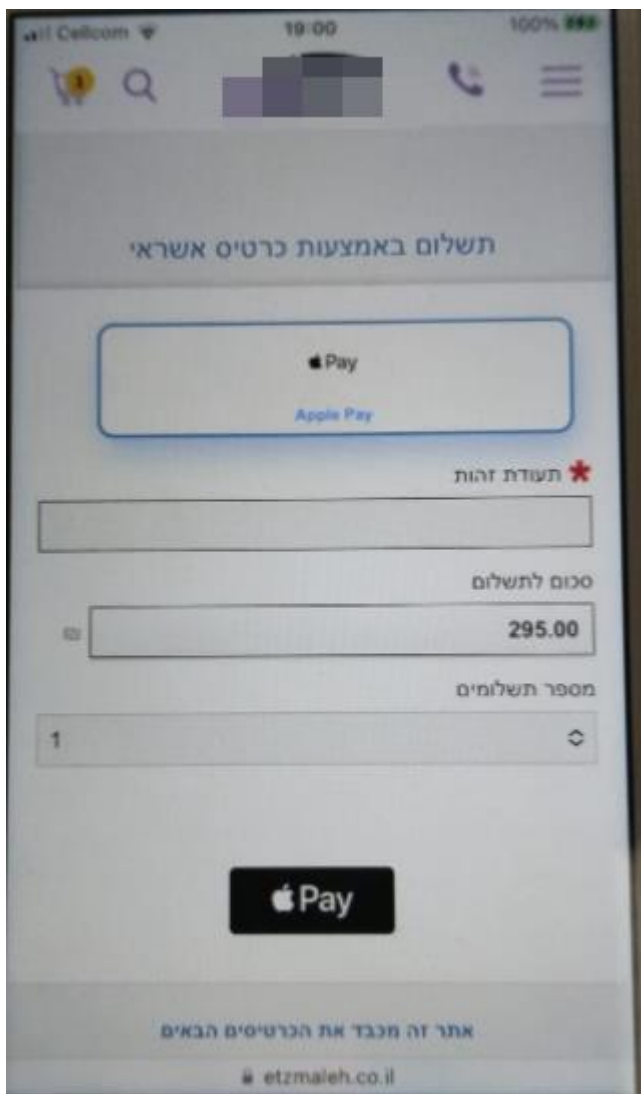 Cellcom 19:00 100%
1
תשלום באמצעות כרטיס אשראי
Pay
Apple Pay
* תעודת זהות
סכום לתשלום
295.00 ₪
מספר תשלומים
1
Pay
אתר זה מכבד את הכרטיסים הבאים
etzmaleh.co.il